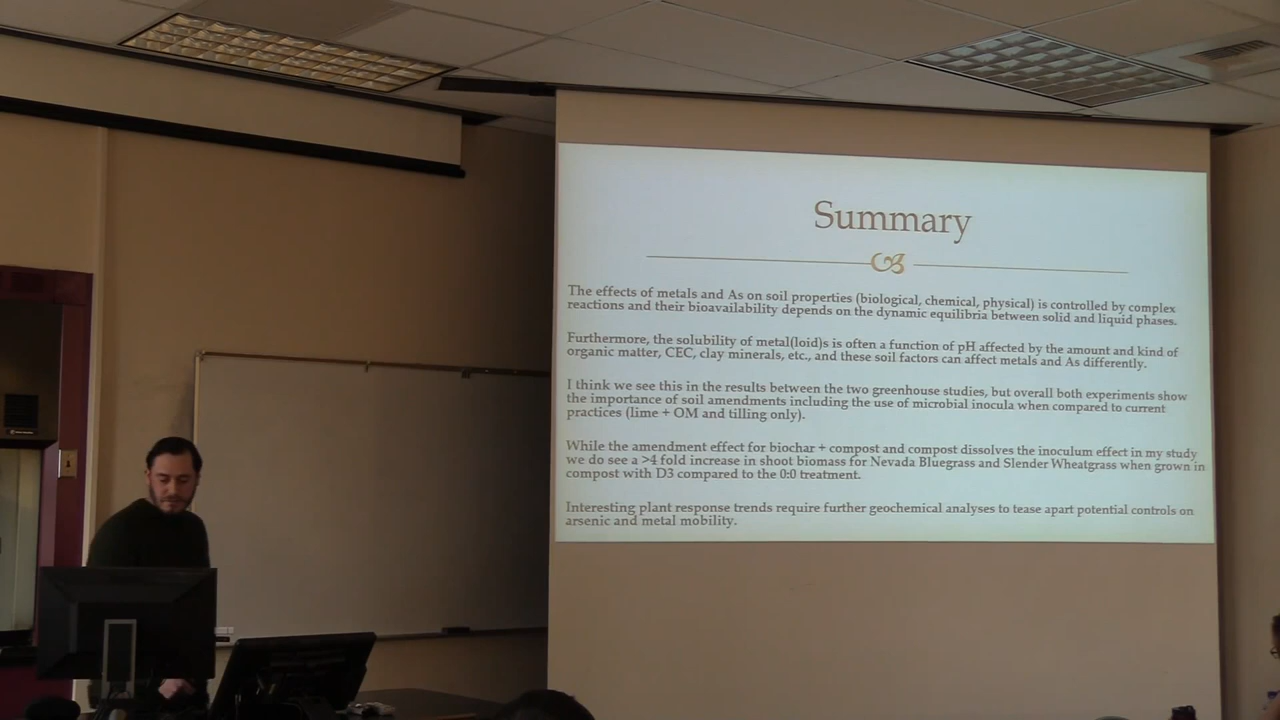 Summary
The effects of metals and As on soil properties (biological, chemical, physical) is controlled by complex
reactions and their bioavailability depends on the dynamic equilibria between solid and liquid phases.
Furthermore, the solubility of metal(loid)s is often a function of pH affected by the amount and kind of
organic matter, CEC, clay minerals, etc., and these soil factors can affect metals and As differently.
I think we see this in the results between the two greenhouse studies, but overall both experiments show
the importance of soil amendments including the use of microbial inocula when compared to current
practices (lime + OM and tilling only).
While the amendment effect for biochar + compost and compost dissolves the inoculum effect in my study
we do see a >4 fold increase in shoot biomass for Nevada Bluegrass and Slender Wheatgrass when grown in
compost with D3 compared to the 0:0 treatment.
Interesting plant response trends require further geochemical analyses to tease apart potential controls on
arsenic and metal mobility.